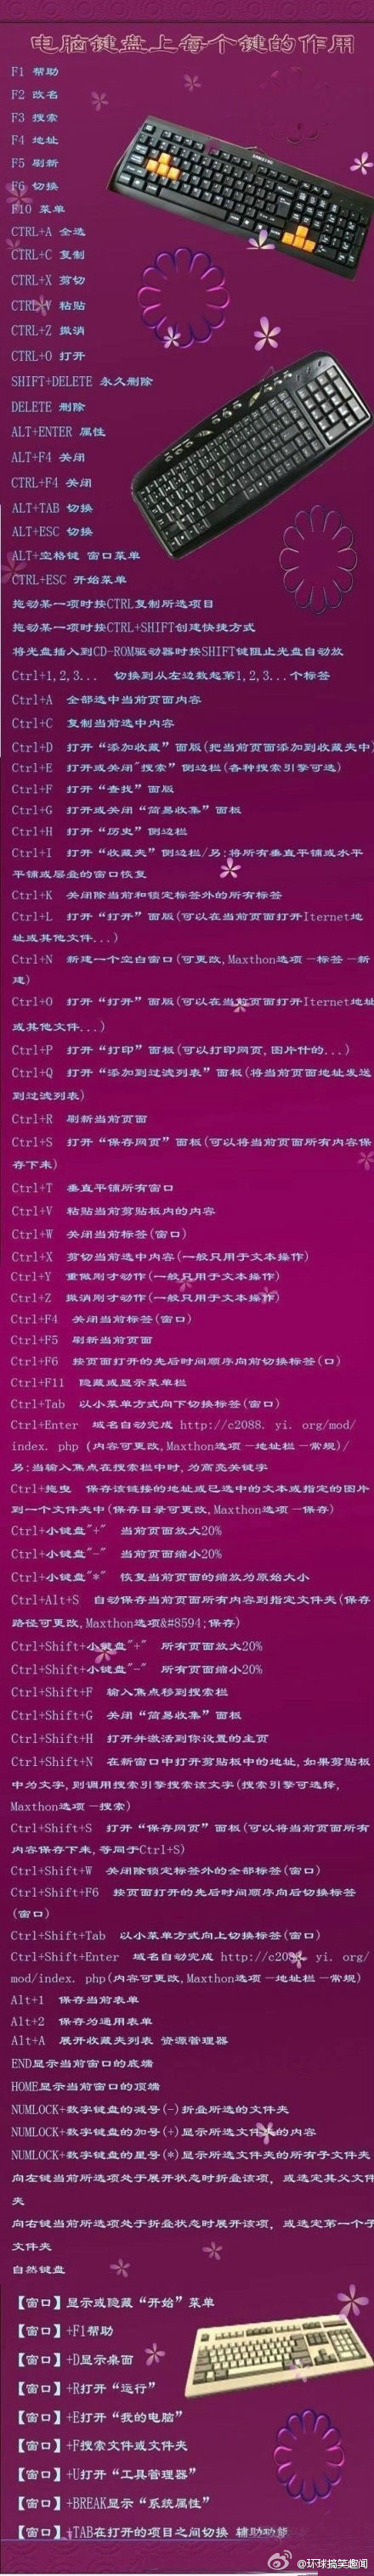 电脑键盘上每个键的作用
F1 帮助
F2 改名
F3 搜索
F4 地址
F5 刷新
F6 切换
F10 菜单
CTRL+A 全选
CTRL+C 复制
CTRL+X 剪切
CTRL+V 粘贴
CTRL+Z 撤消
CTRL+O 打开
SHIFT+DELETE 永久删除
DELETE 删除
ALT+ENTER 属性
ALT+F4 关闭
CTRL+F4 关闭
ALT+TAB 切换
ALT+ESC 切换
ALT+空格键 窗口菜单
CTRL+ESC 开始菜单
拖动某一项时按CTRL复制所选项目
拖动某一项时按CTRL+SHIFT创建快捷方式
将光盘插入到CD-ROM驱动器时按SHIFT键阻止光盘自动放
Ctrl+1,2,3... 切换到从左边数起第1,2,3...个标签
Ctrl+A 全部选中当前页面内容
Ctrl+C 复制当前选中内容
Ctrl+D 打开“添加收藏”面版(把当前页面添加到收藏夹中)
Ctrl+E 打开或关闭"搜索”侧边栏(各种搜索引擎可选)
Ctrl+F 打开“查找”面版
Ctrl+G 打开或关闭“简易收集”面板
Ctrl+H 打开“历史”侧边栏
Ctrl+I 打开“收藏夹”侧边栏/另:将所有垂直平铺或水平
平铺或层叠的窗口恢复
Ctrl+K 关闭除当前和锁定标签外的所有标签
Ctrl+L 打开“打开”面版(可以在当前页面打开Iternet地
址或其他文件...)
Ctrl+N 新建一个空白窗口(可更改,Maxthon选项－标签－新
建)
Ctrl+O 打开“打开”面版(可以在当前页面打开Iternet地址
或其他文件...)
Ctrl+P 打开“打印”面板(可以打印网页,图片什的...)
Ctrl+Q 打开“添加到过滤列表”面板(将当前页面地址发送
到过滤列表)
Ctrl+R 刷新当前页面
Ctrl+S 打开“保存网页”面板(可以将当前页面所有内容保
存下来)
Ctrl+T 垂直平铺所有窗口
Ctrl+V 粘贴当前剪贴板内的内容
Ctrl+W 关闭当前标签(窗口)
Ctrl+X 剪切当前选中内容(一般只用于文本操作)
Ctrl+Y 重做刚才动作(一般只用于文本操作)
Ctrl+Z 撤消刚才动作(一般只用于文本操作)
Ctrl+F4 关闭当前标签(窗口)
Ctrl+F5 刷新当前页面
Ctrl+F6 按页面打开的先后时间顺序向前切换标签(口)
Ctrl+F11 隐藏或显示菜单栏
Ctrl+Tab 以小菜单方式向下切换标签(窗口)
Ctrl+Enter 域名自动完成 http://c2088. yi. org/mod/
index. php (内容可更改,Maxthon选项－地址栏－常规)/
另:当输入焦点在搜索栏中时,为高亮关键字
Ctrl+拖曳 保存该链接的地址或已选中的文本或指定的图片
到一个文件夹中(保存目录可更改,Maxthon选项－保存)
Ctrl+小键盘"+" 当前页面放大20%
Ctrl+小键盘"-" 当前页面缩小20%
Ctrl+小键盘"*" 恢复当前页面的缩放为原始大小
Ctrl+Alt+S 自动保存当前页面所有内容到指定文件夹(保存
路径可更改,Maxthon选项&#8594;保存)
Ctrl+Shift+小键盘"+" 所有页面放大20%
Ctrl+Shift+小键盘"-" 所有页面缩小20%
Ctrl+Shift+F 输入焦点移到搜索栏
Ctrl+Shift+G 关闭“简易收集”面板
Ctrl+Shift+H 打开并激活到你设置的主页
Ctrl+Shift+N 在新窗口中打开剪贴板中的地址,如果剪贴板
中为文字,则调用搜索引擎搜索该文字(搜索引擎可选择,
Maxthon选项－搜索)
Ctrl+Shift+S 打开“保存网页”面板(可以将当前页面所有
内容保存下来,等同于Ctrl+S)
Ctrl+Shift+W 关闭除锁定标签外的全部标签(窗口)
Ctrl+Shift+F6 按页面打开的先后时间顺序向后切换标签
(窗口)
Ctrl+Shift+Tab 以小菜单方式向上切换标签(窗口)
Ctrl+Shift+Enter 域名自动完成 http://c20 yi. org/
mod/index. php(内容可更改,Maxthon选项－地址栏－常规)
Alt+1 保存当前表单
Alt+2 保存为通用表单
Alt+A 展开收藏夹列表 资源管理器
END显示当前窗口的底端
HOME显示当前窗口的顶端
NUMLOCK+数字键盘的减号(-)折叠所选的文件夹
NUMLOCK+数字键盘的加号(+)显示所选文件夹的内容
NUMLOCK+数字键盘的星号(*)显示所选文件夹的所有子文件夹
向左键当前所选项处于展开状态时折叠该项, 或选定其父文件
夹
向右键当前所选项处于折叠状态时展开该项, 或选定第一个子
文件夹
自然键盘
【窗口】显示或隐藏“开始”菜单
【窗口】+F1帮助
【窗口】+D显示桌面
【窗口】+R打开“运行”
【窗口】+E打开“我的电脑”
【窗口】+F搜索文件或文件夹
【窗口】+U打开“工具管理器”
【窗口】+BREAK显示“系统属性”
【窗口】+TAB在打开的项目之间切换 辅助功能
@环球搞笑趣闻